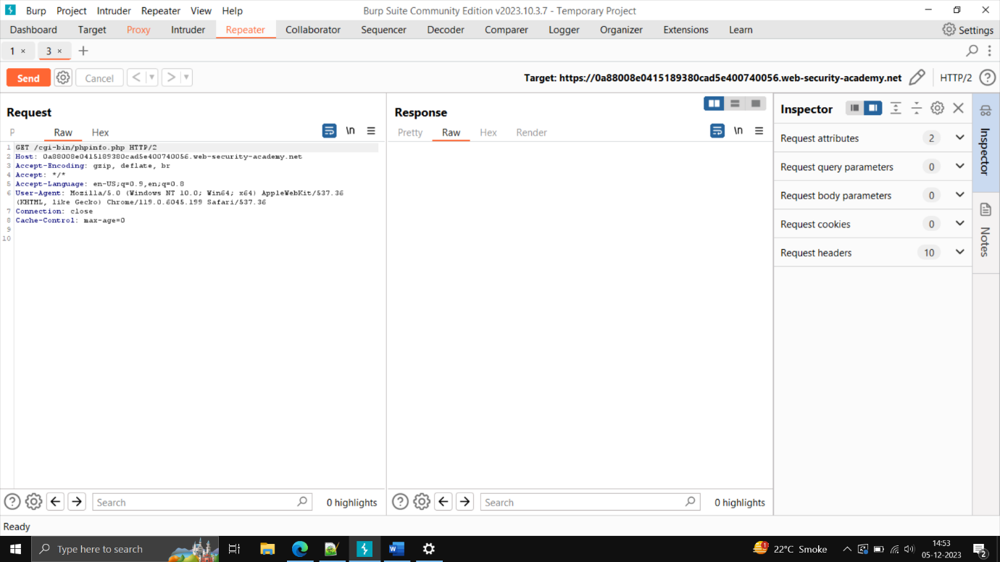 Burp Project Intruder Repeater View Help Burp Suite Community Edition v2023.10.3.7 - Temporary Project
Dashboard Target Proxy Intruder Repeater Collaborator Sequencer Decoder Comparer Logger Organizer Extensions Learn Settings
1 × 3 × +
Send Cancel < > Target: https://0a88008e0415189380cad5e400740056.web-security-academy.net HTTP/2 ?
Request
P Raw Hex \n
1 GET /cgi-bin/phpinfo.php HTTP/2
2 Host: 0a88008e0415189380cad5e400740056.web-security-academy.net
3 Accept-Encoding: gzip, deflate, br
4 Accept: */*
5 Accept-Language: en-US;q=0.9,en;q=0.8
6 User-Agent: Mozilla/5.0 (Windows NT 10.0; Win64; x64) AppleWebKit/537.36
(KHTML, like Gecko) Chrome/119.0.6045.199 Safari/537.36
7 Connection: close
8 Cache-Control: max-age=0
9
10
? Search 0 highlights
Response
Pretty Raw Hex Render \n
? Search 0 highlights
Inspector
Request attributes 2
Request query parameters 0
Request body parameters 0
Request cookies 0
Request headers 10
Inspector
Notes
Ready
Type here to search 1 22°C Smoke 14:53
05-12-2023 2